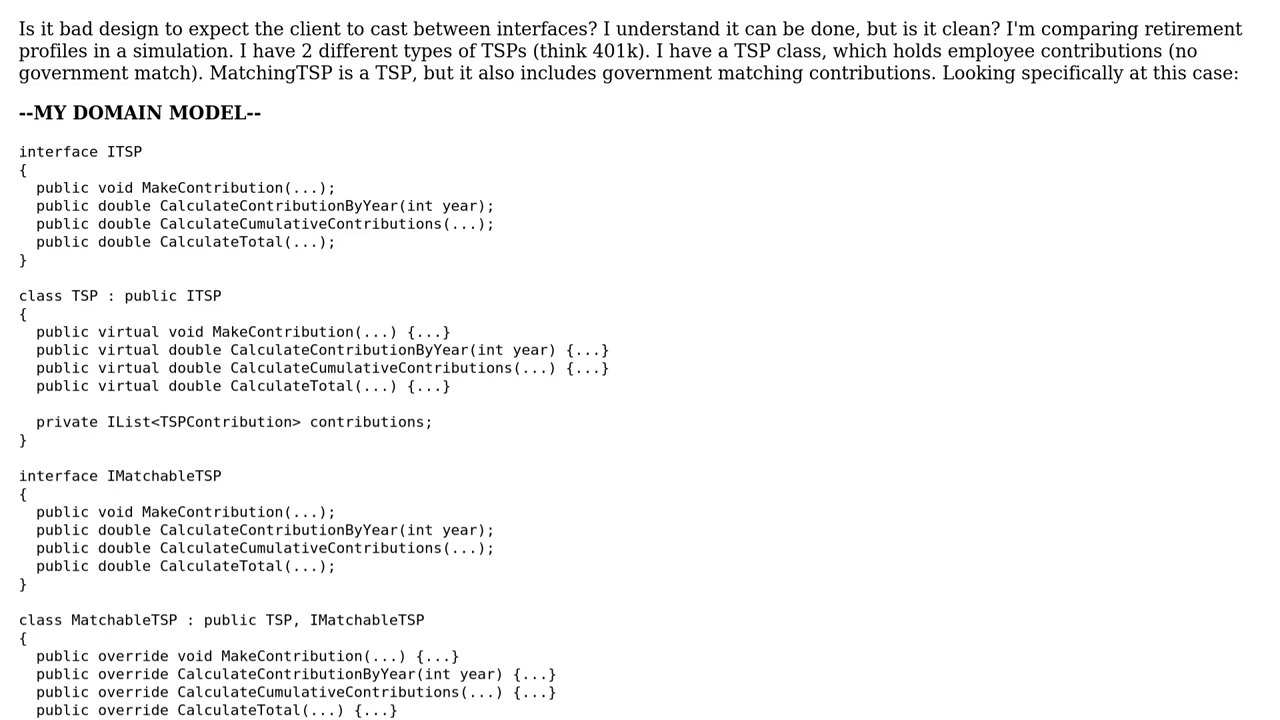 Is it bad design to expect the client to cast between interfaces? I understand it can be done, but is it clean? I'm comparing retirement
profiles in a simulation. I have 2 different types of TSPs (think 401k). I have a TSP class, which holds employee contributions (no
government match). MatchingTSP is a TSP, but it also includes government matching contributions. Looking specifically at this case:
--MY DOMAIN MODEL--
interface ITSP
{
  public void MakeContribution(...);
  public double CalculateContributionByYear(int year);
  public double CalculateCumulativeContributions(...);
  public double CalculateTotal(...);
}
class TSP : public ITSP
{
  public virtual void MakeContribution(...) {...}
  public virtual double CalculateContributionByYear(int year) {...}
  public virtual double CalculateCumulativeContributions(...) {...}
  public virtual double CalculateTotal(...) {...}
  private IList<TSPContribution> contributions;
}
interface IMatchableTSP
{
  public void MakeContribution(...);
  public double CalculateContributionByYear(int year);
  public double CalculateCumulativeContributions(...);
  public double CalculateTotal(...);
}
class MatchableTSP : public TSP, IMatchableTSP
{
  public override void MakeContribution(...) {...}
  public override CalculateContributionByYear(int year) {...}
  public override CalculateCumulativeContributions(...) {...}
  public override CalculateTotal(...) {...}